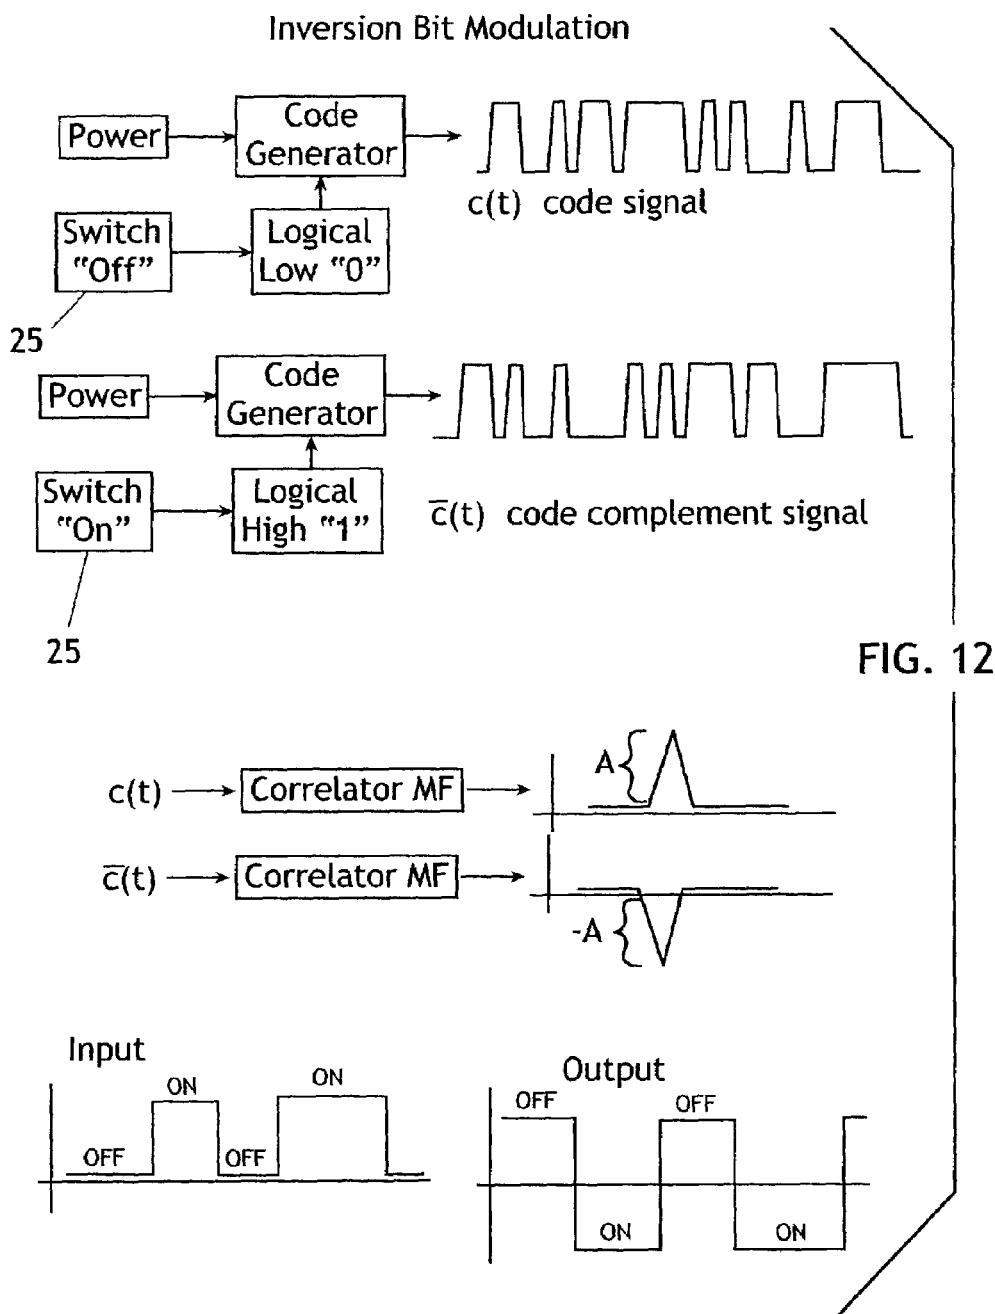 Inversion Bit Modulation
Power
Code
Generator
c(t) code signal
Switch
"Off"
Logical
Low "0"
25
Power
Code
Generator
Switch
"On"
Logical
High "1"
c̅(t) code complement signal
25
FIG. 12
c(t)
Correlator MF
A
c̅(t)
Correlator MF
-A
Input
ON
ON
OFF
OFF
Output
OFF
OFF
ON
ON